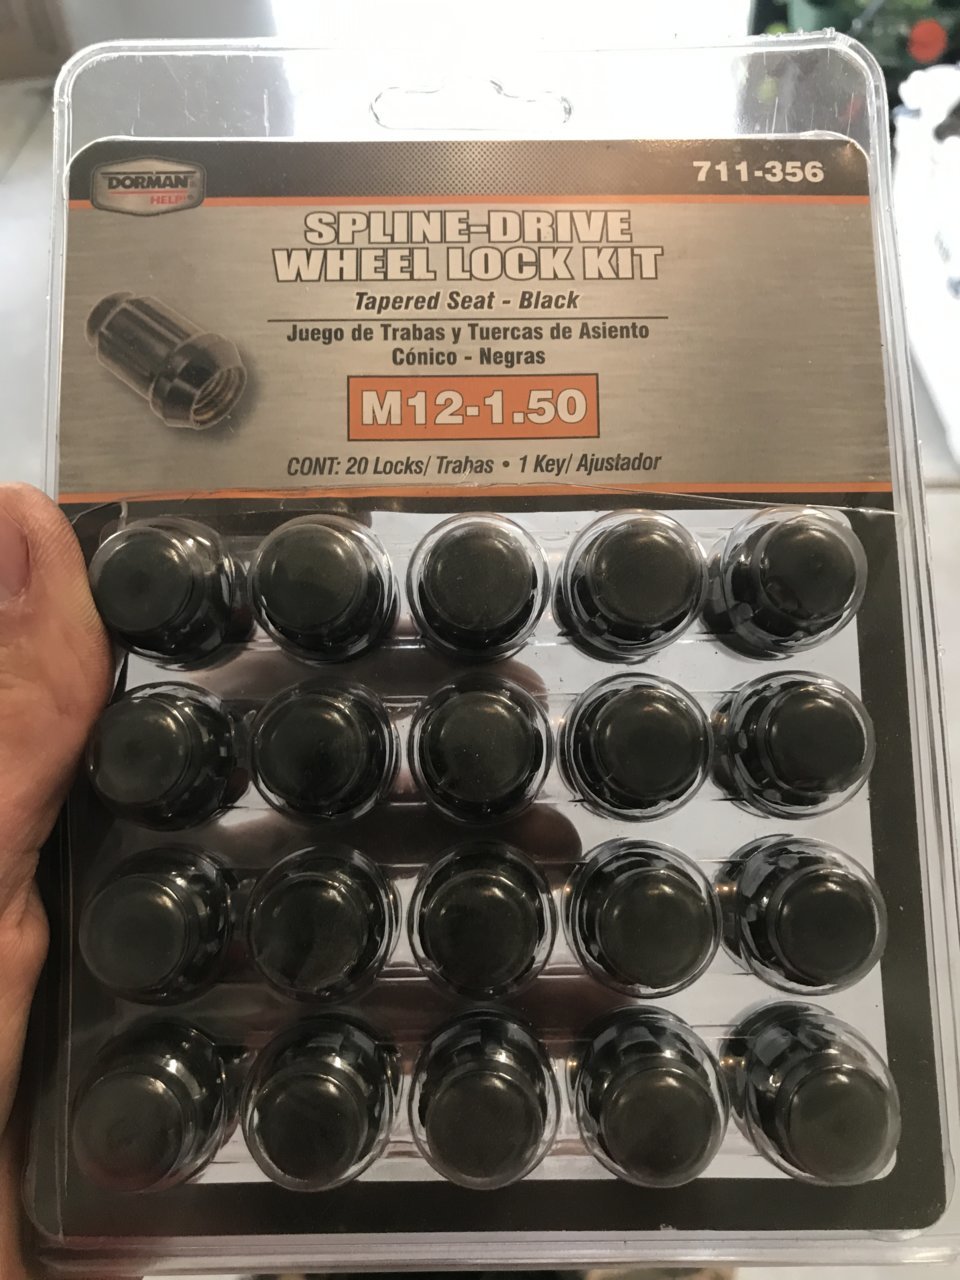 DORMAN
HELP!
711-356
SPLINE-DRIVE
WHEEL LOCK KIT
Tapered Seat - Black
Juego de Trabas y Tuercas de Asiento
Cónico - Negras
M12-1.50
CONT: 20 Locks/ Trabas • 1 Key/ Ajustador